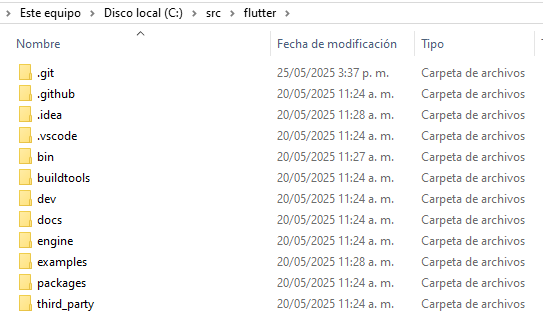 Este equipo > Disco local (C:) > src > flutter >
Nombre Fecha de modificación Tipo
.git 25/05/2025 3:37 p. m. Carpeta de archivos
.github 20/05/2025 11:24 a. m. Carpeta de archivos
.idea 20/05/2025 11:28 a. m. Carpeta de archivos
.vscode 20/05/2025 11:24 a. m. Carpeta de archivos
bin 20/05/2025 11:27 a. m. Carpeta de archivos
buildtools 20/05/2025 11:24 a. m. Carpeta de archivos
dev 20/05/2025 11:24 a. m. Carpeta de archivos
docs 20/05/2025 11:24 a. m. Carpeta de archivos
engine 20/05/2025 11:24 a. m. Carpeta de archivos
examples 20/05/2025 11:28 a. m. Carpeta de archivos
packages 20/05/2025 11:24 a. m. Carpeta de archivos
third_party 20/05/2025 11:24 a. m. Carpeta de archivos